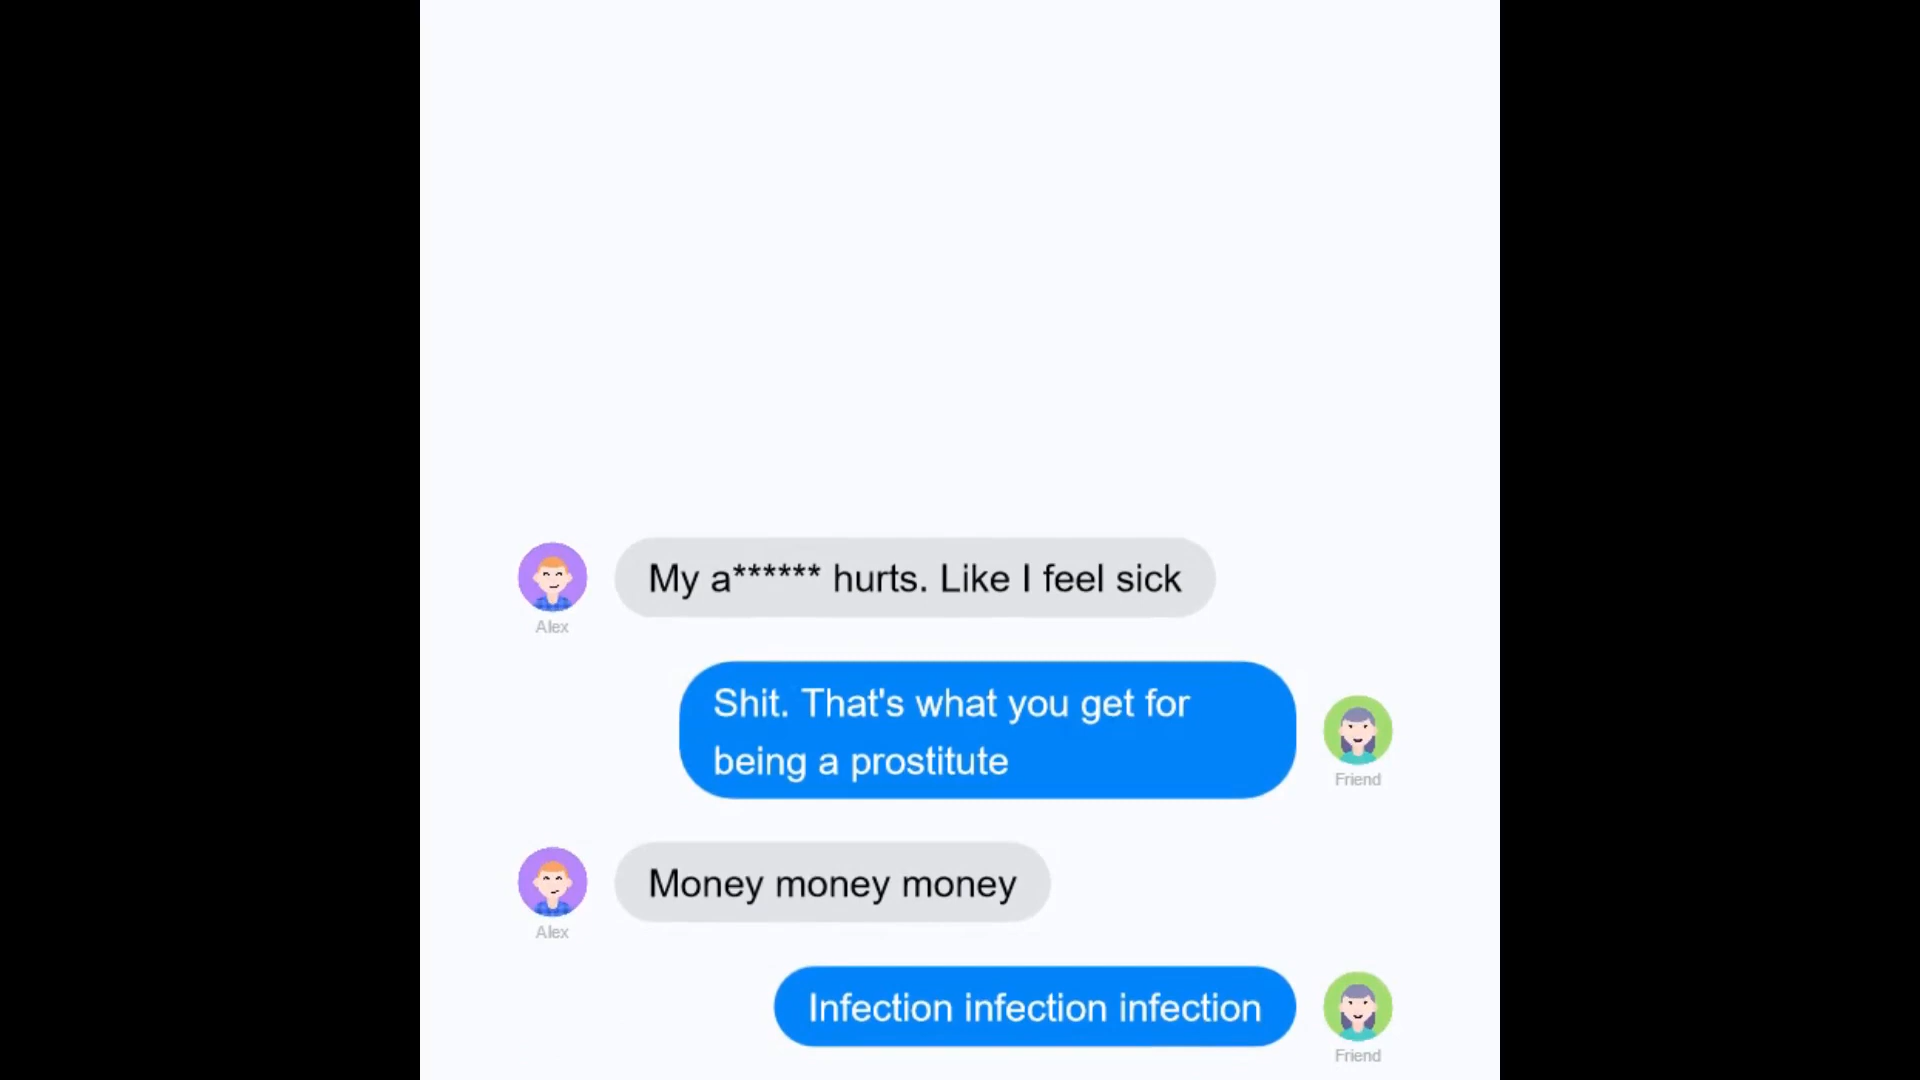 My a****** hurts. Like I feel sick
Alex
Shit. That's what you get for
being a prostitute
Friend
Money money money
Alex
Infection infection infection
Friend